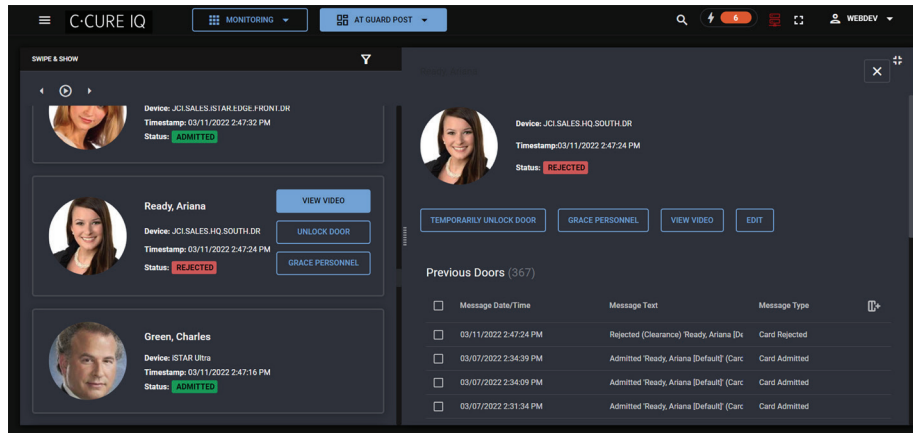 C•CURE IQ
MONITORING
AT GUARD POST
6
WEBDEV
SWIPE & SHOW
Device: JCI.SALES.ISTAR.EDGE.FRONT.DR
Timestamp: 03/11/2022 2:47:32 PM
Status: ADMITTED
Ready, Ariana
Device: JCI.SALES.HQ.SOUTH.DR
Timestamp: 03/11/2022 2:47:24 PM
Status: REJECTED
VIEW VIDEO
UNLOCK DOOR
GRACE PERSONNEL
Green, Charles
Device: iSTAR Ultra
Timestamp: 03/11/2022 2:47:16 PM
Status: ADMITTED
Device: JCI.SALES.HQ.SOUTH.DR
Timestamp:03/11/2022 2:47:24 PM
Status: REJECTED
TEMPORARILY UNLOCK DOOR
GRACE PERSONNEL
VIEW VIDEO
EDIT
Previous Doors (367)
Message Date/Time Message Text Message Type
03/11/2022 2:47:24 PM Rejected (Clearance) 'Ready, Ariana [De Card Rejected
03/07/2022 2:34:39 PM Admitted 'Ready, Ariana [Default]' (Carc Card Admitted
03/07/2022 2:34:09 PM Admitted 'Ready, Ariana [Default]' (Carc Card Admitted
03/07/2022 2:31:34 PM Admitted 'Ready, Ariana [Default]' (Carc Card Admitted